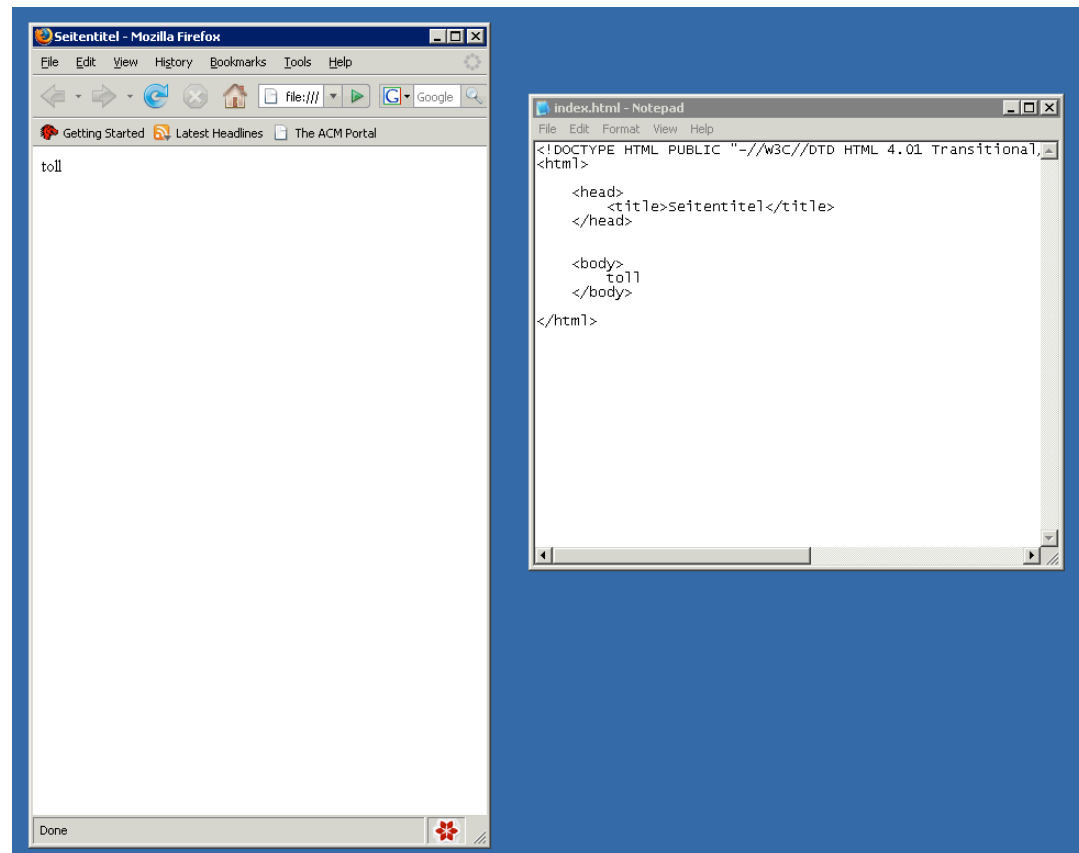 Seitentitel - Mozilla Firefox
File Edit View History Bookmarks Tools Help
file:/// G Google
Getting Started Latest Headlines The ACM Portal
toll
Done
index.html - Notepad
File Edit Format View Help
<!DOCTYPE HTML PUBLIC "-//W3C//DTD HTML 4.01 Transitional/
<html>
<head>
<title>Seitentitel</title>
</head>
<body>
toll
</body>
</html>